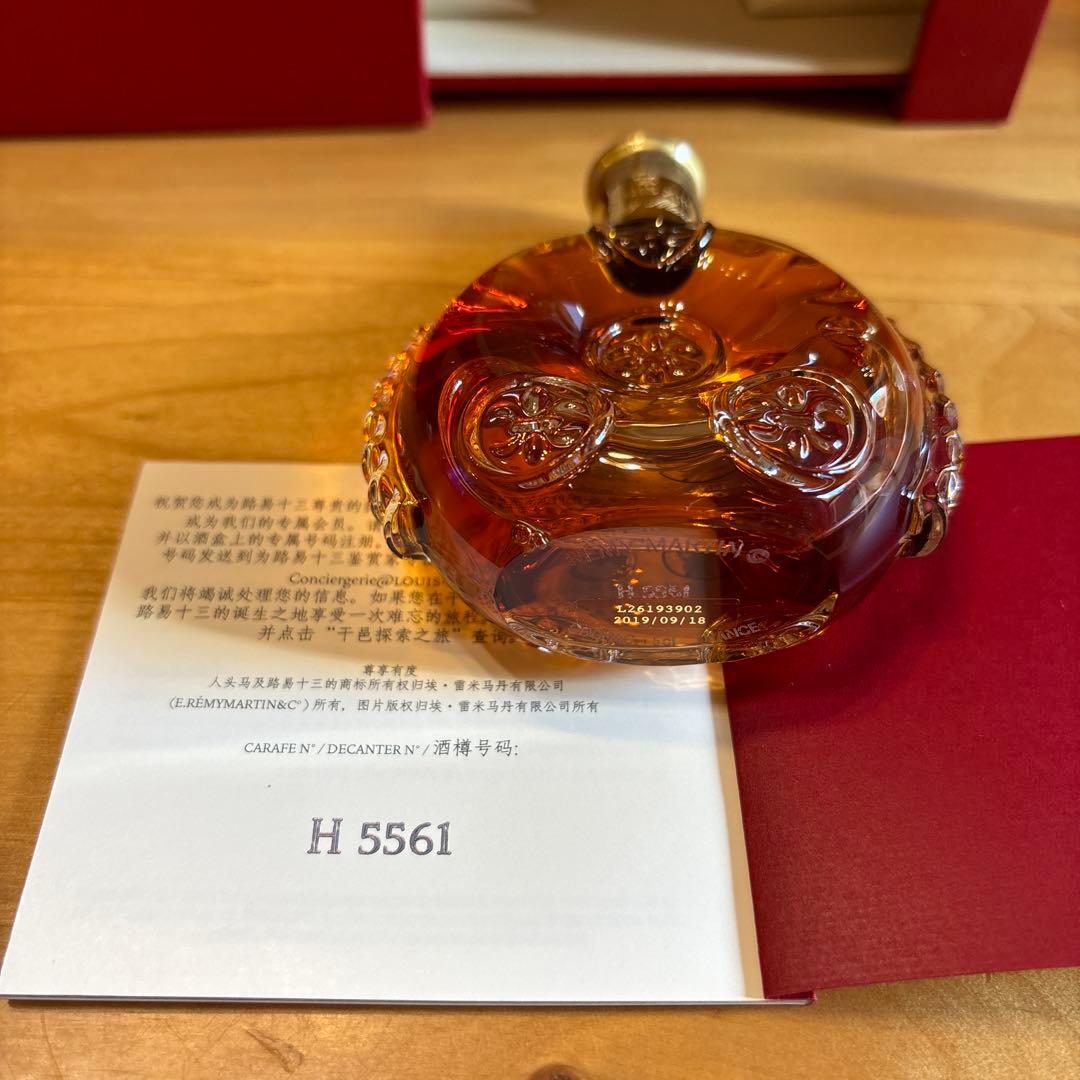 祝贺您成为路易十三尊贵的
成为我们的专属会员,
并以酒盒上的专属号码注册,
号码发送到为路易十三鉴赏家
Conciergerie@LOUIS-
我们将竭诚处理您的信息。如果您在干
路易十三的诞生之地享受一次难忘的旅程
并点击“干邑探索之旅”查询。
尊享有度
人头马及路易十三的商标所有权归埃·雷米马丹有限公司
(E.RÉMYMARTIN&C°)所有, 图片版权归埃·雷米马丹有限公司所有
CARAFE N° / DECANTER N° / 酒樽号码:
H 5561
H 5561
L26193902
2019/09/18